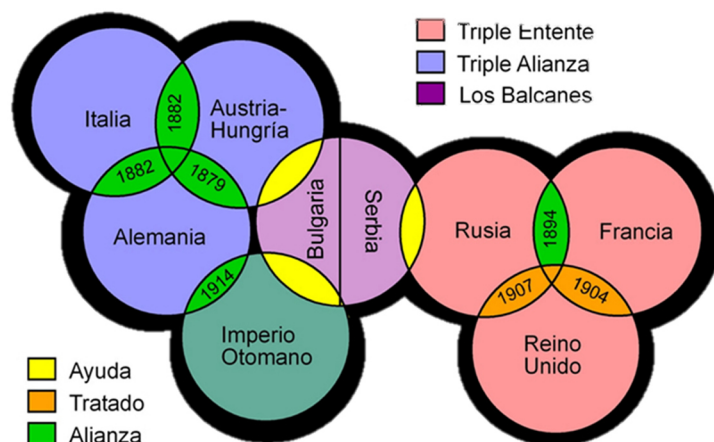 Triple Entente
Triple Alianza
Los Balcanes
Italia
1882
Austria-
Hungría
1882
1879
Alemania
Bulgaria
Serbia
Rusia
1894
Francia
1914
1907
1904
Imperio
Otomano
Reino
Unido
Ayuda
Tratado
Alianza